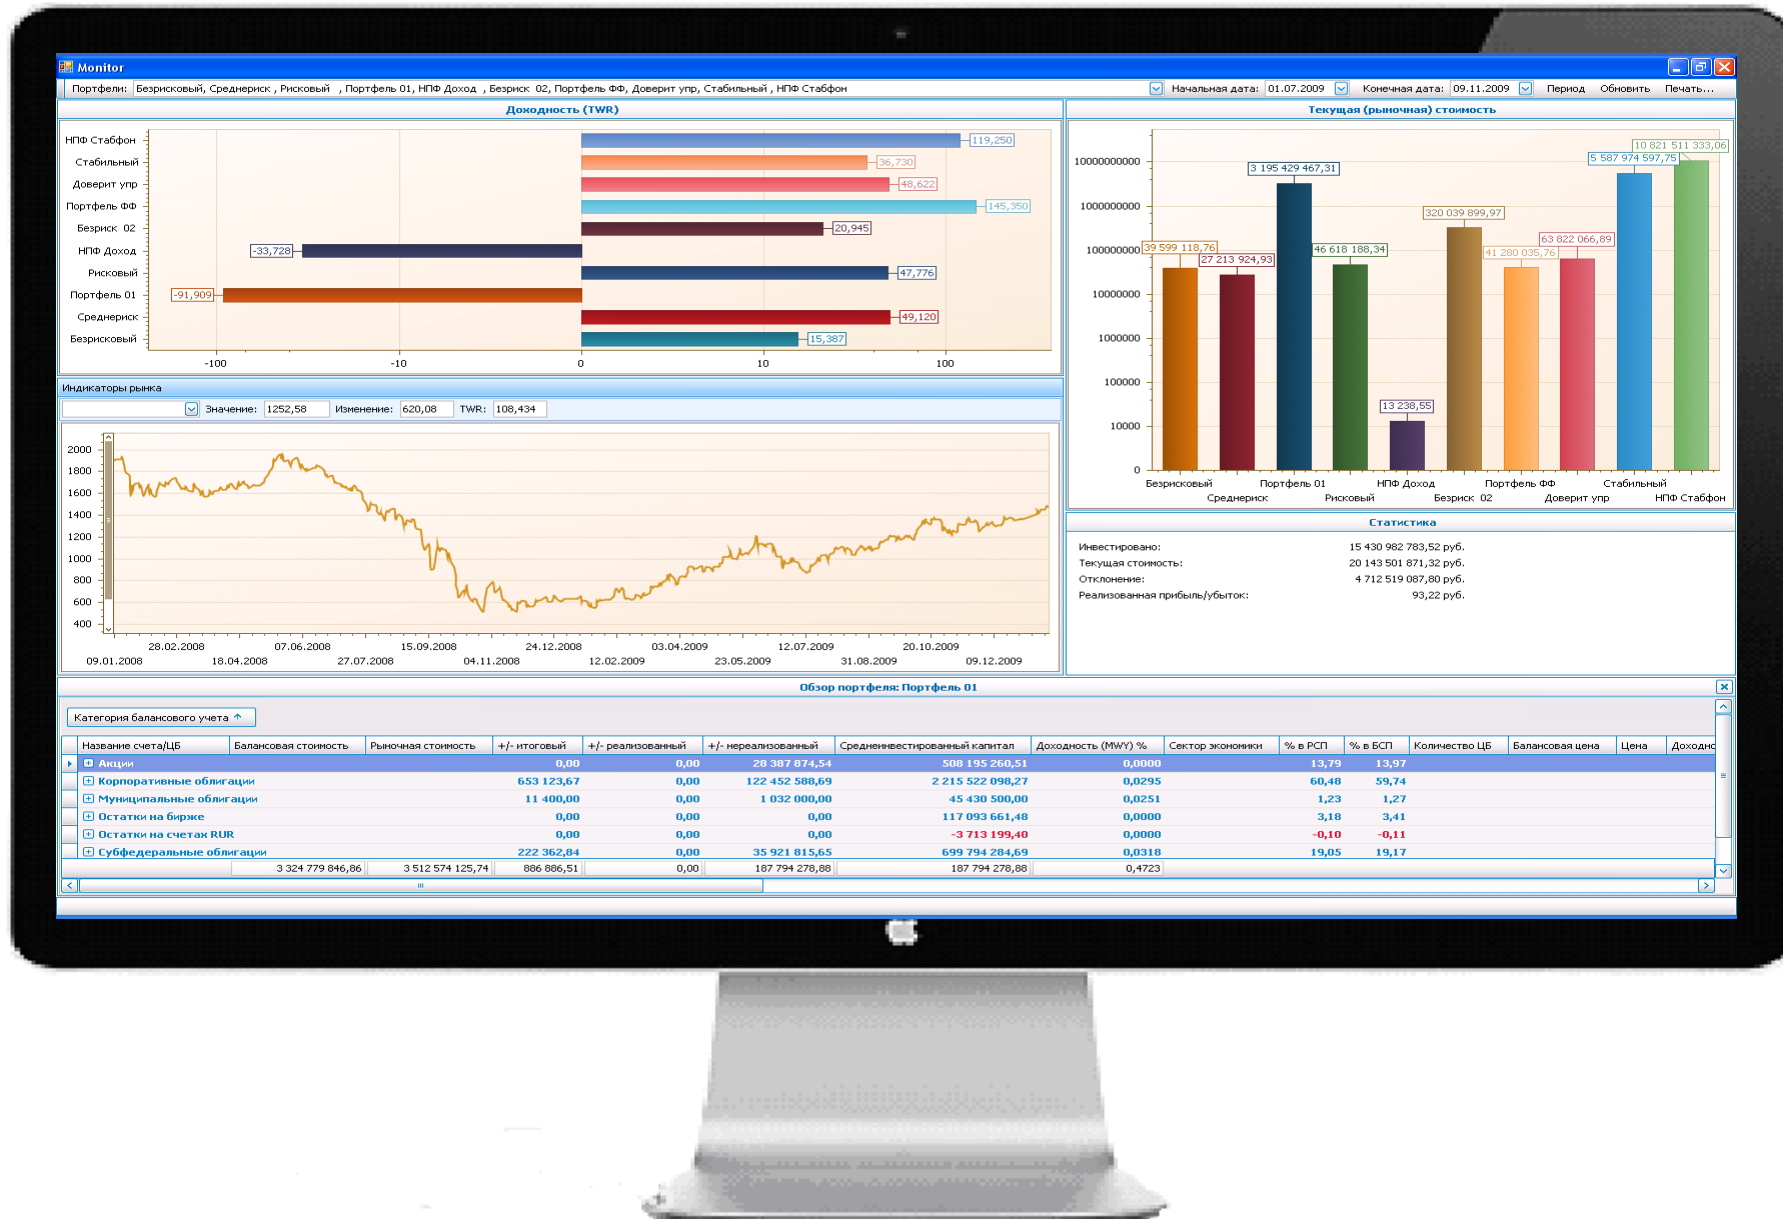 Monitor
Портфели: Безрисковый, Среднериск , Рисковый , Портфель 01, НПФ Доход , Безриск 02, Портфель ФФ, Доверит упр, Стабильный , НПФ Стабфон Начальная дата: 01.07.2009 Конечная дата: 09.11.2009 Период Обновить Печать...
Доходность (TWR)
НПФ Стабфон 119,250
Стабильный 36,730
Доверит упр 48,622
Портфель ФФ 145,350
Безриск 02 20,945
НПФ Доход -33,728
Рисковый 47,776
Портфель 01 -91,909
Среднериск 49,120
Безрисковый 15,387
-100 -10 0 10 100
Текущая (рыночная) стоимость
10 821 511 333,06
5 587 974 597,75
3 195 429 467,31
320 039 899,97
63 822 066,89
39 599 118,76
46 618 188,34
41 280 035,76
27 213 924,93
13 238,55
10000000000
1000000000
100000000
10000000
1000000
100000
10000
0
Безрисковый Портфель 01 НПФ Доход Портфель ФФ Стабильный
Среднериск Рисковый Безриск 02 Доверит упр НПФ Стабфон
Индикаторы рынка
Значение: 1252,58 Изменение: 620,08 TWR: 108,434
2000
1800
1600
1400
1200
1000
800
600
400
28.02.2008 07.06.2008 15.09.2008 24.12.2008 03.04.2009 12.07.2009 20.10.2009
09.01.2008 18.04.2008 27.07.2008 04.11.2008 12.02.2009 23.05.2009 31.08.2009 09.12.2009
Статистика
Инвестировано: 15 430 982 783,52 руб.
Текущая стоимость: 20 143 501 871,32 руб.
Отклонение: 4 712 519 087,80 руб.
Реализованная прибыль/убыток: 93,22 руб.
Обзор портфеля: Портфель 01
Категория балансового учета
Название счета/ЦБ Балансовая стоимость Рыночная стоимость +/- итоговый +/- реализованный +/- нереализованный Среднеинвестированный капитал Доходность (MWY) % Сектор экономики % в РСП % в БСП Количество ЦБ Балансовая цена Цена Доходнс
Акции 0,00 0,00 28 387 874,54 508 195 260,51 0,0000 13,79 13,97
Корпоративные облигации 653 123,67 0,00 122 452 588,69 2 215 522 098,27 0,0295 60,48 59,74
Муниципальные облигации 11 400,00 0,00 1 032 000,00 45 430 500,00 0,0251 1,23 1,27
Остатки на бирже 0,00 0,00 0,00 117 093 661,48 0,0000 3,18 3,41
Остатки на счетах RUR 0,00 0,00 0,00 -3 713 199,40 0,0000 -0,10 -0,11
Субфедеральные облигации 222 362,84 0,00 35 921 815,65 699 794 284,69 0,0318 19,05 19,17
3 324 779 846,86 3 512 574 125,74 886 886,51 0,00 187 794 278,88 187 794 278,88 0,4723